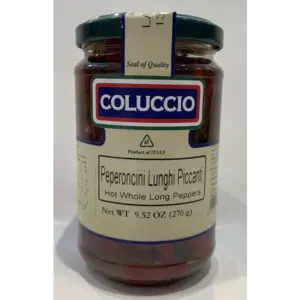 Seal of Quality
COLUCCIO
Product of ITALY
Peperoncini Lunghi Piccanti
Hot Whole Long Peppers
Net WT 9.52 OZ (270 g)